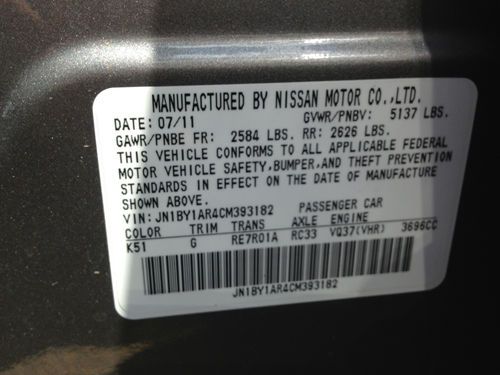 MANUFACTURED BY NISSAN MOTOR CO.,LTD.
DATE: 07/11 GVWR/PNBV: 5137 LBS.
GAWR/PNBE FR: 2584 LBS. RR: 2626 LBS.
THIS VEHICLE CONFORMS TO ALL APPLICABLE FEDERAL
MOTOR VEHICLE SAFETY, BUMPER, AND THEFT PREVENTION
STANDARDS IN EFFECT ON THE DATE OF MANUFACTURE
SHOWN ABOVE.
VIN: JN1BY1AR4CM393182 PASSENGER CAR
COLOR TRIM TRANS AXLE ENGINE
K51 G RE7R01A RC33 VQ37(VHR) 3696CC
JN1BY1AR4CM393182